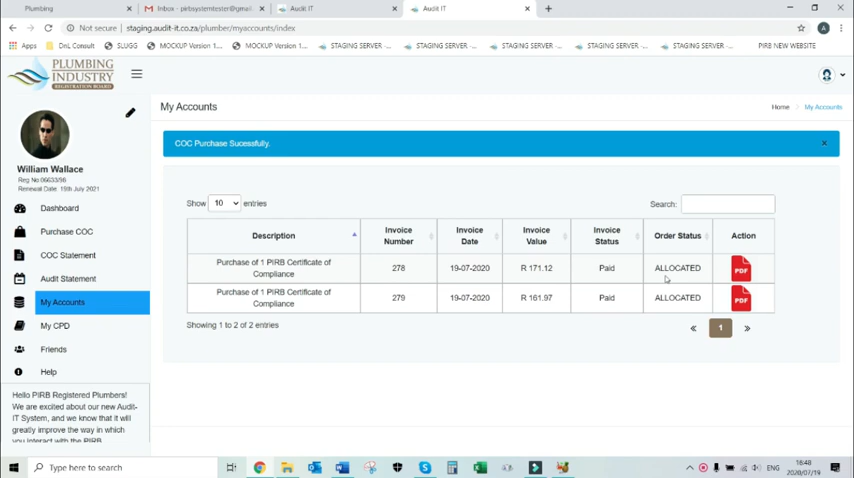 Plumbing
Inbox - pirbsystemtester@gmail
Audit IT
Audit IT
staging.audit-it.co.za/plumber/myaccounts/index
Apps
DnL Consult
SLUGG
MOCKUP Version 1....
MOCKUP Version 1....
STAGING SERVER -...
STAGING SERVER -...
STAGING SERVER -...
STAGING SERVER -...
STAGING SERVER -...
PIRB NEW WEBSITE
PLUMBING
INDUSTRY
REGISTRATION BOARD
William Wallace
Reg No 06633/96
Renewal Date: 19th July 2021
Dashboard
Purchase COC
COC Statement
Audit Statement
My Accounts
My CPD
Friends
Help
Hello PIRB Registered Plumbers!
We are excited about our new Audit-
IT System, and we know that it will
greatly improve the way in which
you interact with the PIRB
My Accounts
Home
My Accounts
COC Purchase Sucessfully.
×
Show 10 entries
Search:
Description
Invoice
Number
Invoice
Date
Invoice
Value
Invoice
Status
Order Status
Action
Purchase of 1 PIRB Certificate of
Compliance
278
19-07-2020
R 171.12
Paid
ALLOCATED
PDF
Purchase of 1 PIRB Certificate of
Compliance
279
19-07-2020
R 161.97
Paid
ALLOCATED
PDF
Showing 1 to 2 of 2 entries
«
1
»
Type here to search
ENG
18:48
2020/07/19